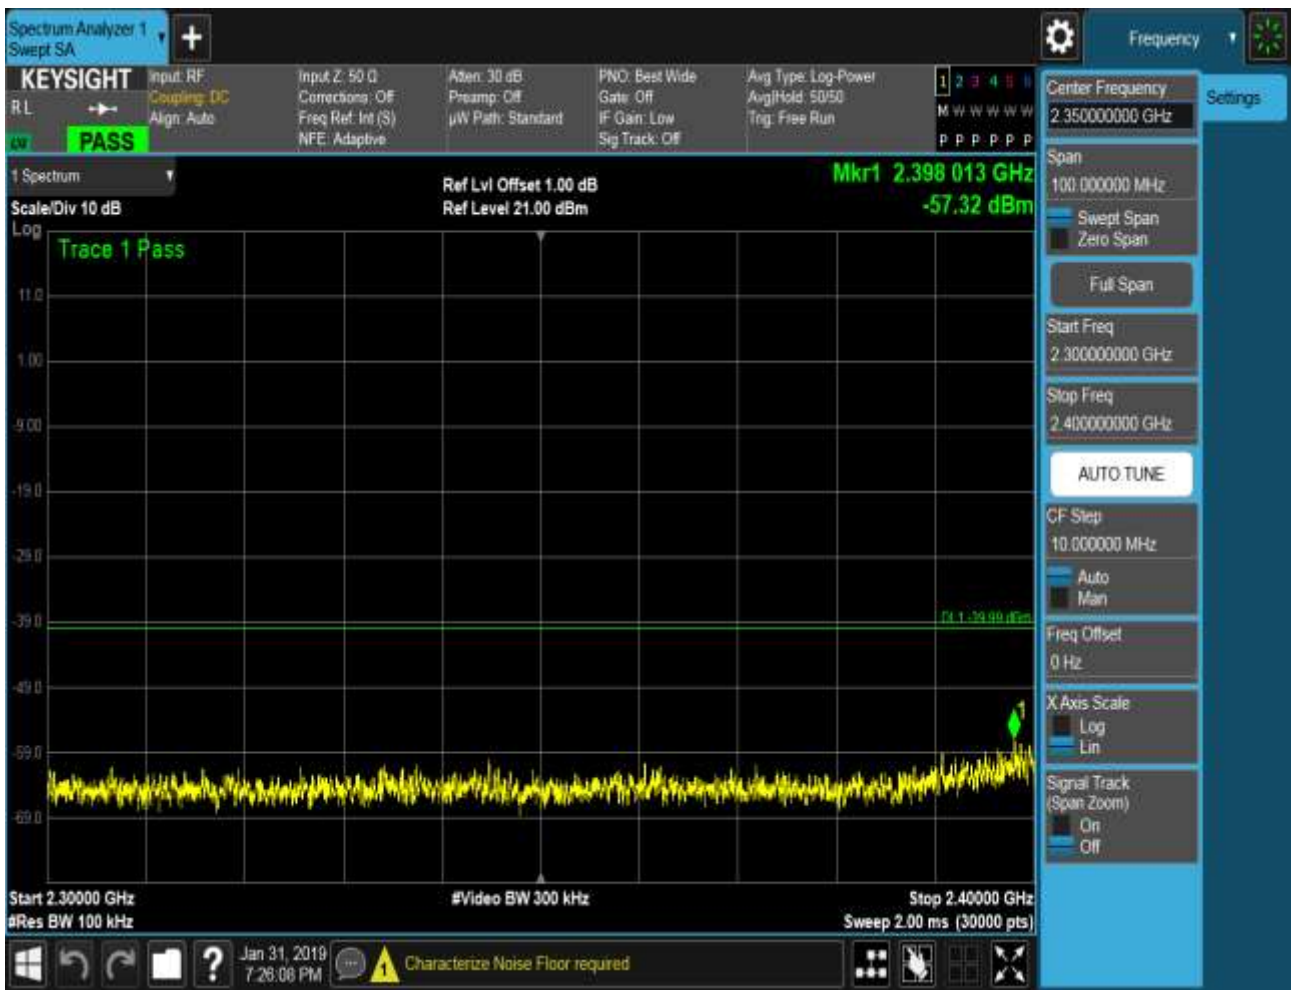 Spectrum Analyzer 1
Swept SA
+
Frequency
KEYSIGHT
R L
PASS
Input: RF
Coupling: DC
Align: Auto
Input Z: 50 Ω
Corrections: Off
Freq Ref: Int (S)
NFE: Adaptive
Atten: 30 dB
Preamp: Off
µW Path: Standard
PNO: Best Wide
Gate: Off
IF Gain: Low
Sig Track: Off
Avg Type: Log-Power
Avg|Hold: 50/50
Trig: Free Run
1 2 3 4 5 6
M W W W W W
P P P P P P
1 Spectrum
Scale/Div 10 dB
Log
Ref Lvl Offset 1.00 dB
Ref Level 21.00 dBm
Mkr1 2.398 013 GHz
-57.32 dBm
Trace 1 Pass
11.0
1.00
-9.00
-19.0
-29.0
-39.0
DL1 -39.99 dBm
-49.0
1
-59.0
-69.0
Start 2.30000 GHz
#Res BW 100 kHz
#Video BW 300 kHz
Stop 2.40000 GHz
Sweep 2.00 ms (30000 pts)
Center Frequency
2.350000000 GHz
Settings
Span
100.000000 MHz
Swept Span
Zero Span
Full Span
Start Freq
2.300000000 GHz
Stop Freq
2.400000000 GHz
AUTO TUNE
CF Step
10.000000 MHz
Auto
Man
Freq Offset
0 Hz
X Axis Scale
Log
Lin
Signal Track
(Span Zoom)
On
Off
?
Jan 31, 2019
7:26:08 PM
1
Characterize Noise Floor required